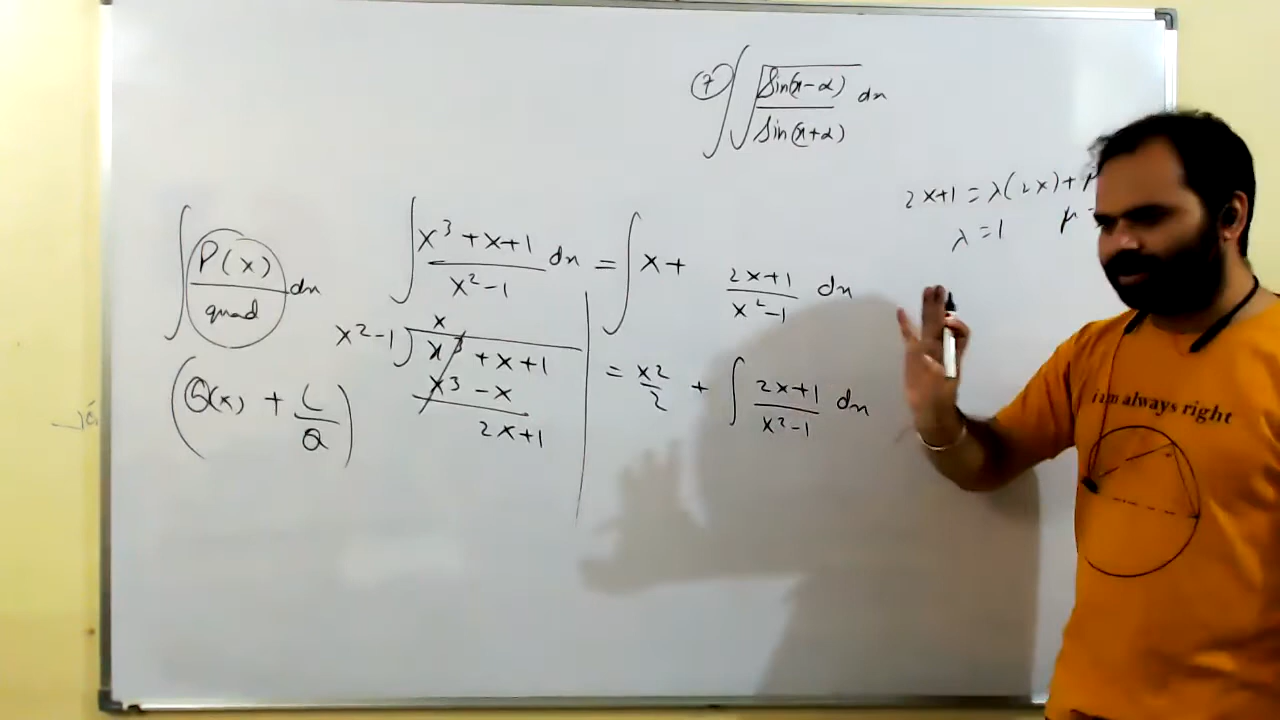 ⑦ ∫ √(Sin(x-α) / Sin(x+α)) dx
2x+1 = λ(2x) + μ
λ = 1 μ =
∫ P(x)/quad dx
∫ (x³+x+1)/(x²-1) dx = ∫ x + (2x+1)/(x²-1) dx
x
x²-1 ) x³ + x + 1
x³ - x
2x+1
(Q(x) + L/Q)
= x²/2 + ∫ (2x+1)/(x²-1) dx
i am always right